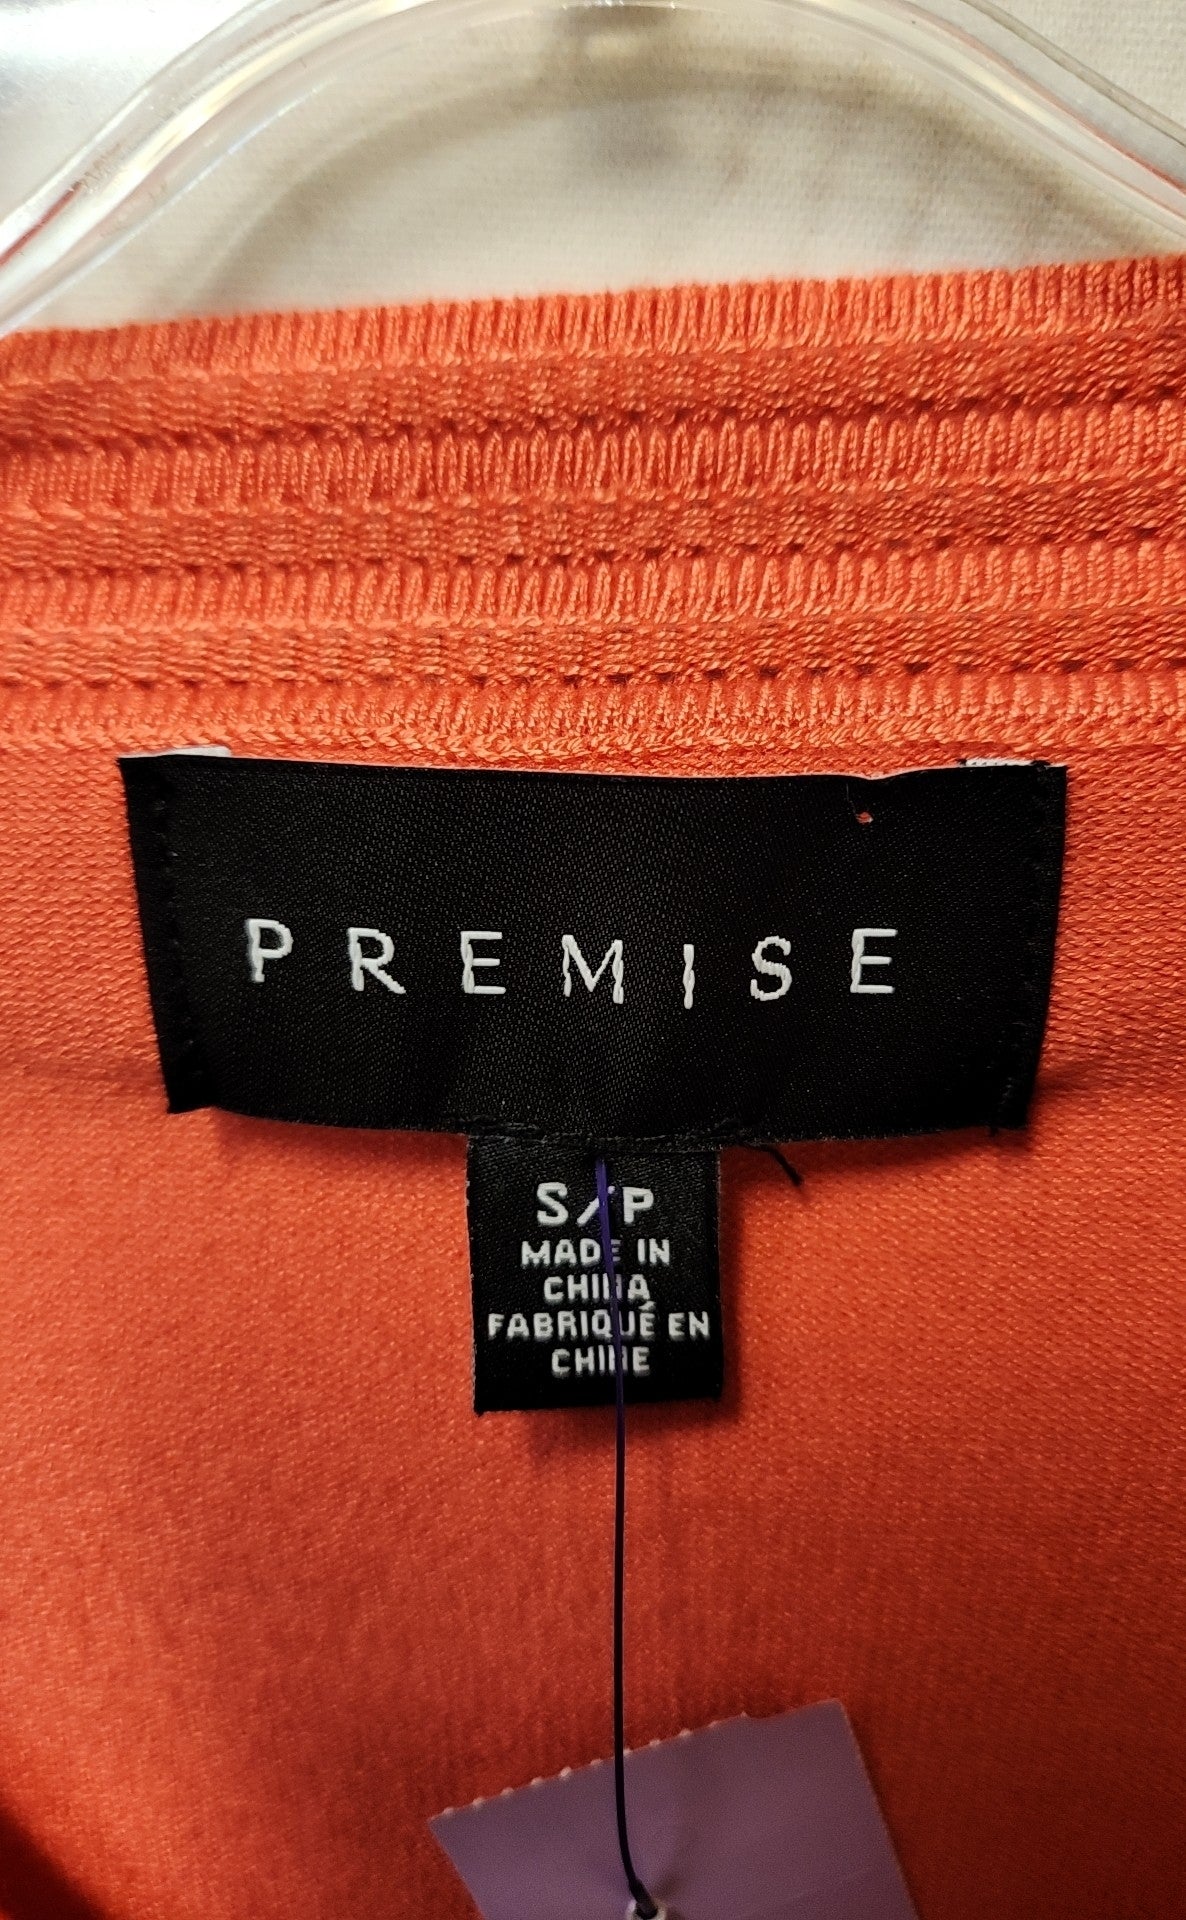 PREMISE
S/P
MADE IN
CHINA
FABRIQUÉ EN
CHINE